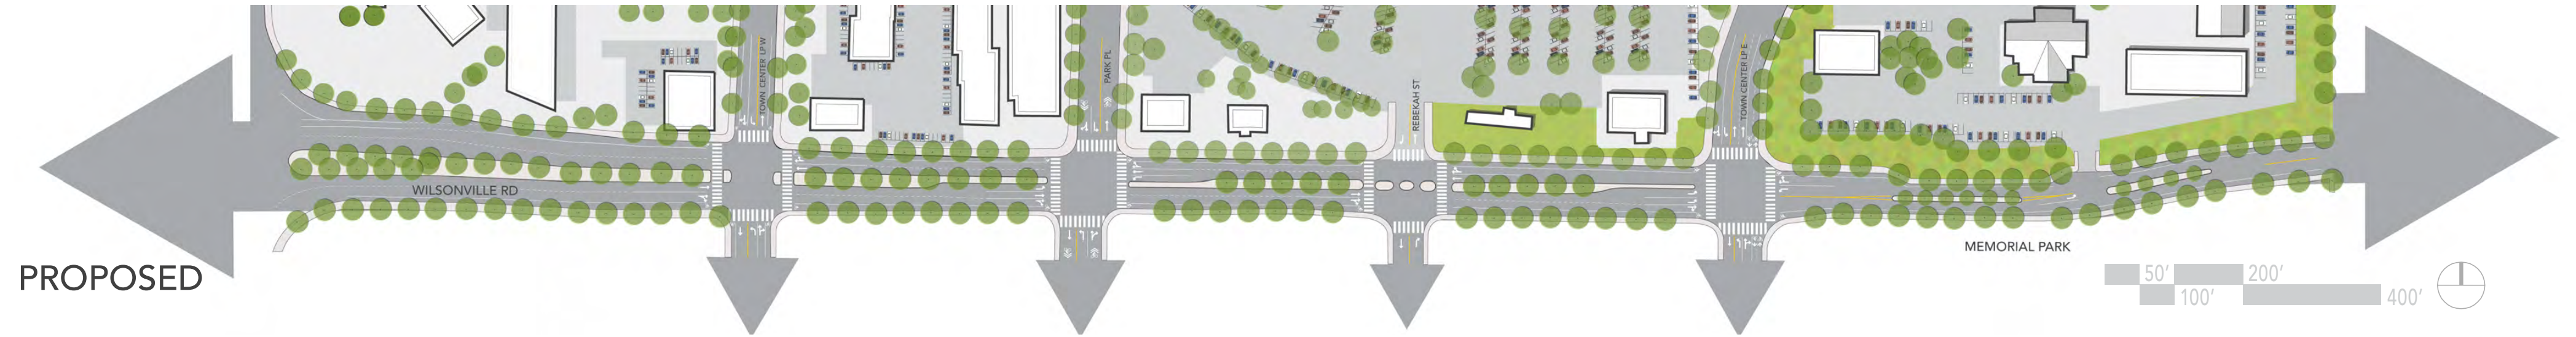 TOWN CENTER LP W
PARK PL
REBEKAH ST
TOWN CENTER LP E
WILSONVILLE RD
MEMORIAL PARK
PROPOSED
50' 200'
100' 400'